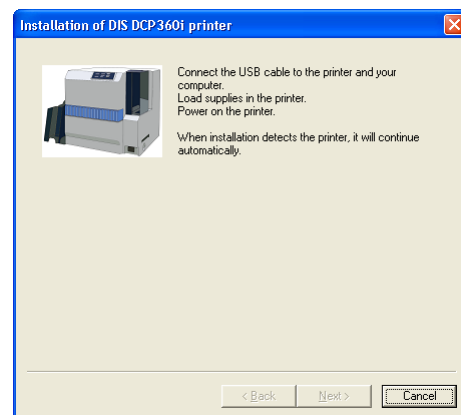 Installation of DIS DCP360i printer
Connect the USB cable to the printer and your
computer.
Load supplies in the printer.
Power on the printer.
When installation detects the printer, it will continue
automatically.
< Back
Next >
Cancel